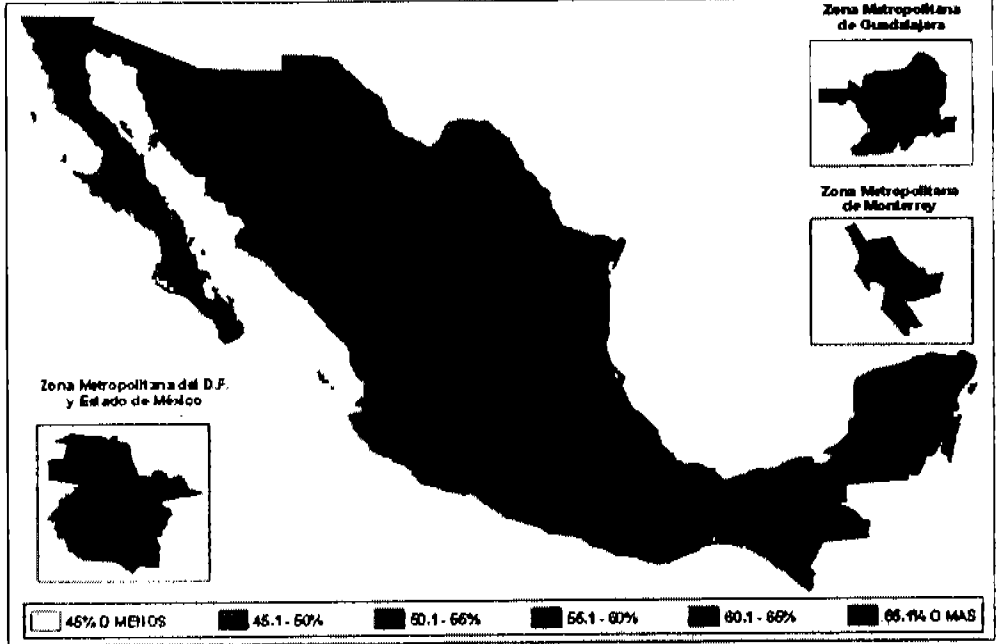 Zona Metropolitana
de Guadalajara
Zona Metropolitana
de Monterrey
Zona Metropolitana del D.F.
y Estado de México
45% O MENOS
45.1 - 50%
50.1 - 55%
55.1 - 60%
60.1 - 65%
65.1% O MAS